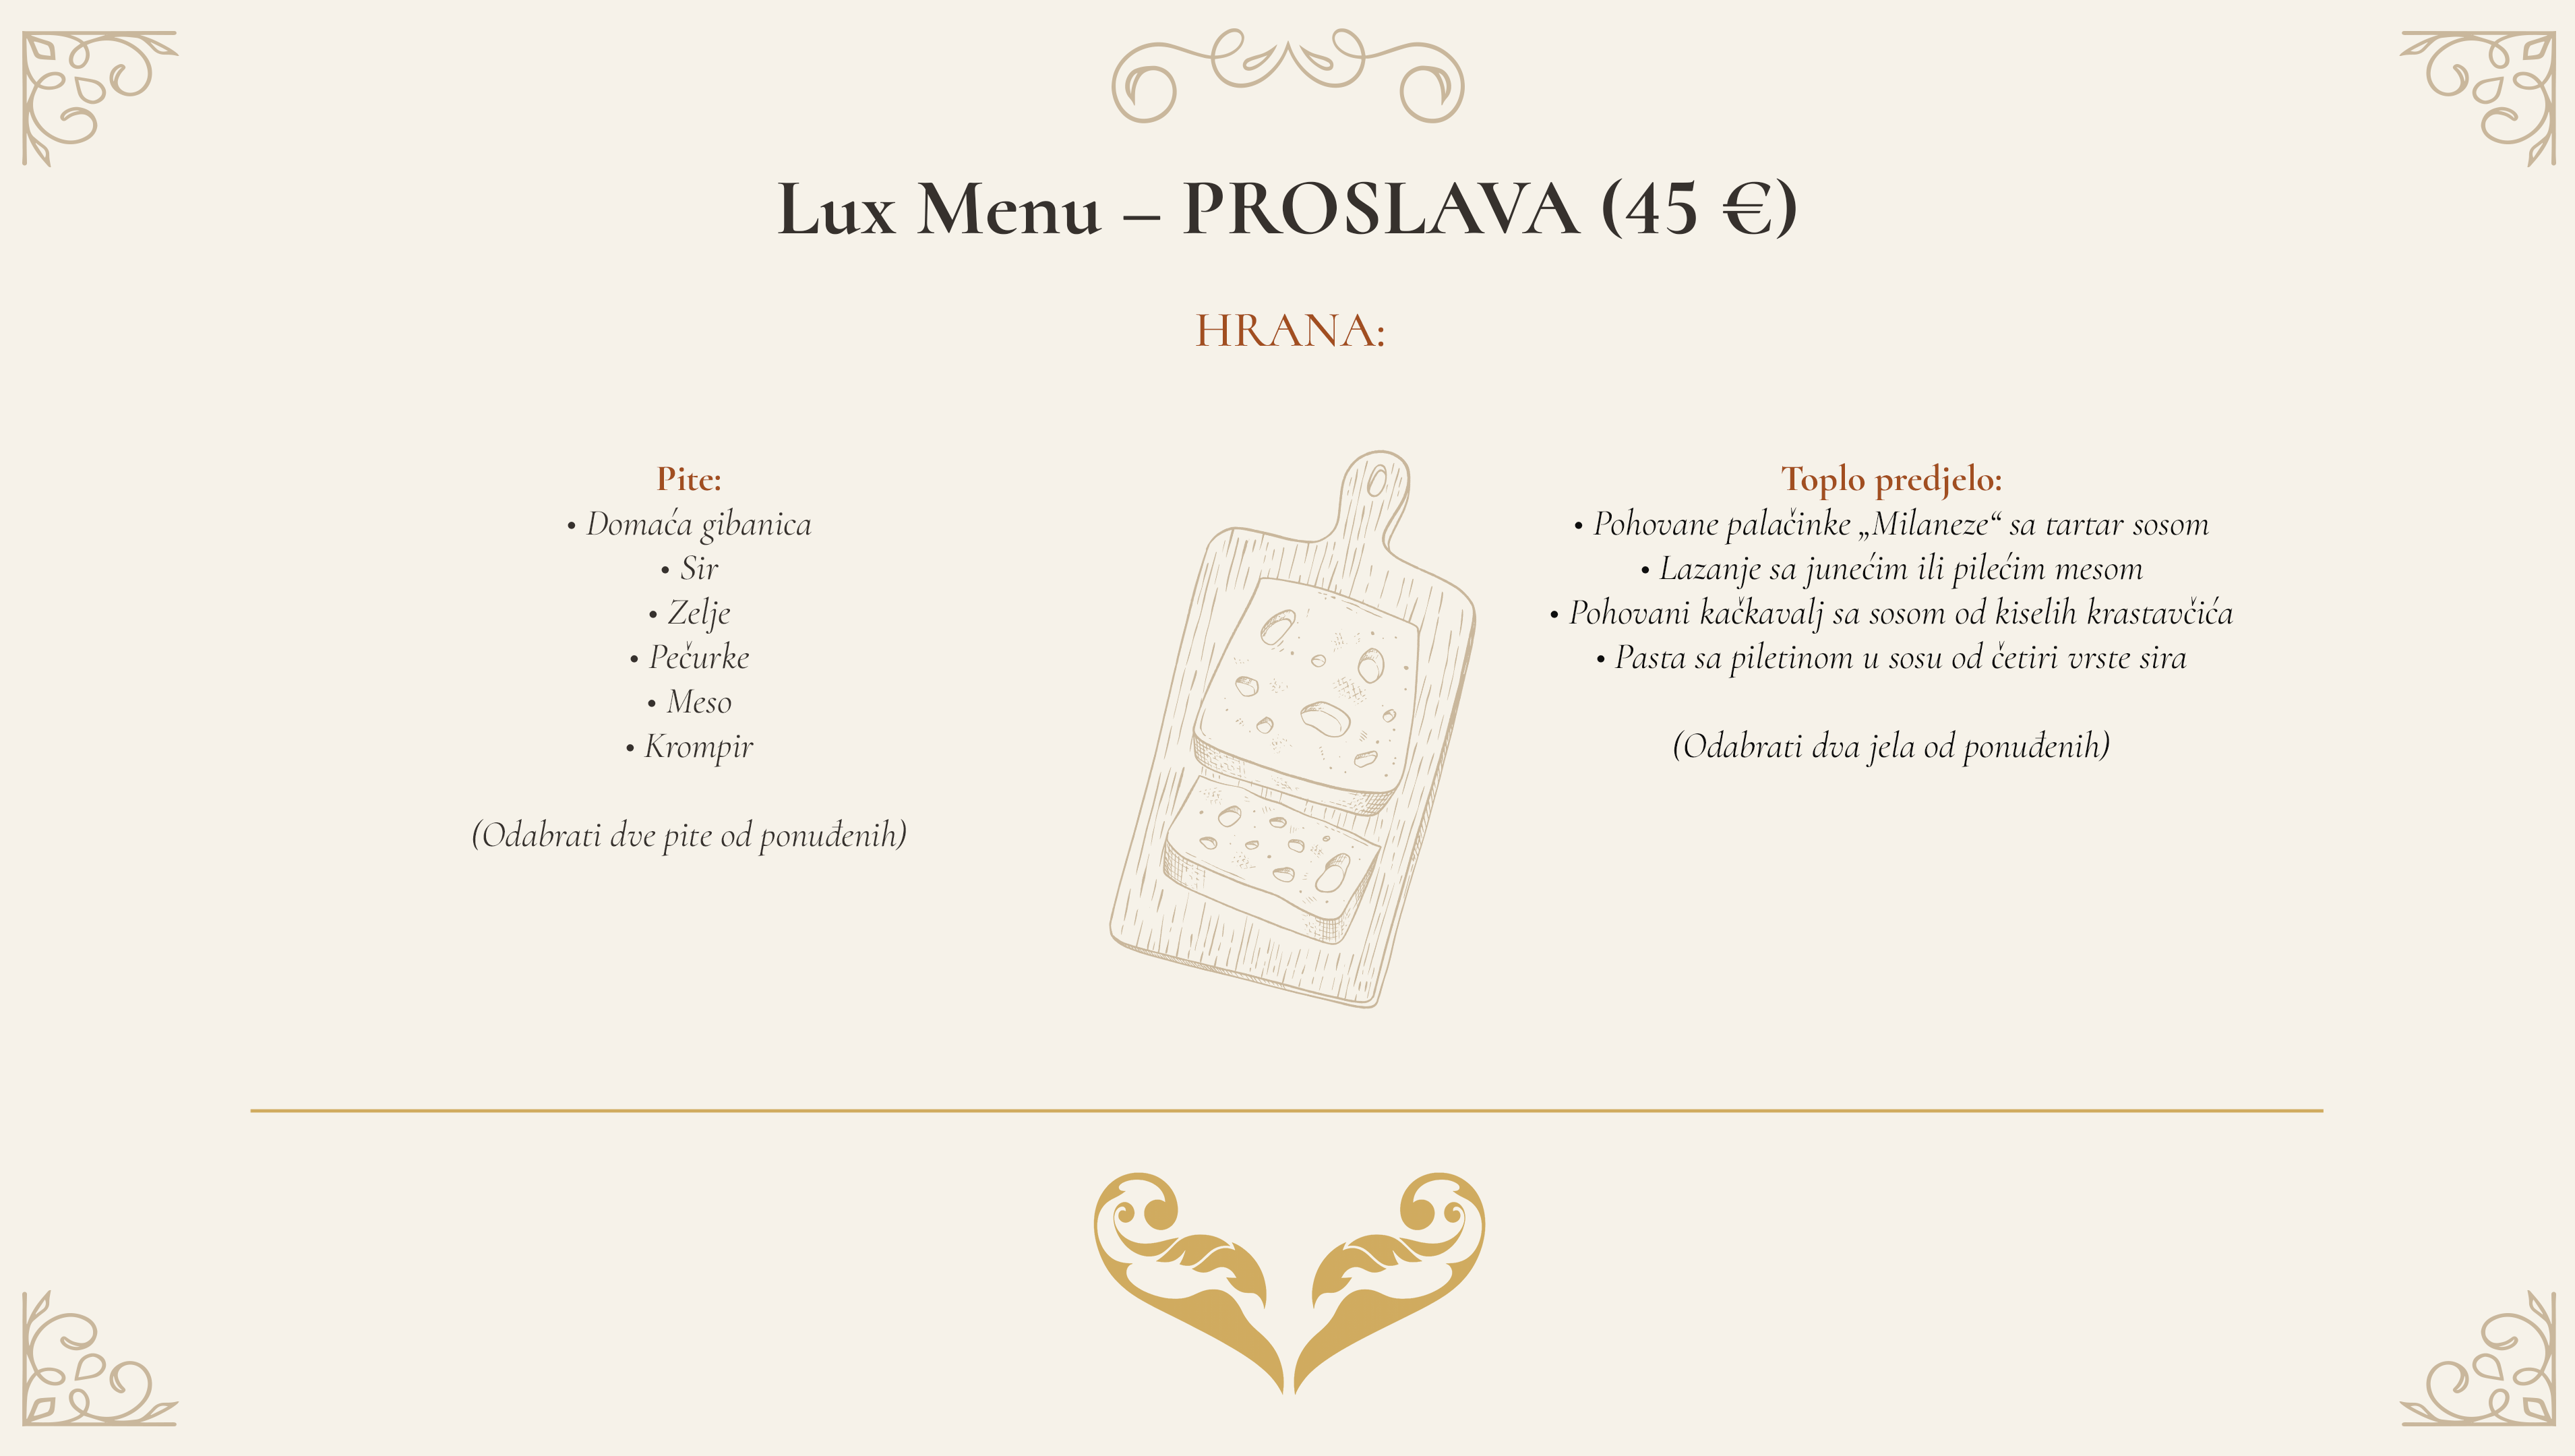 Lux Menu – PROSLAVA (45 €)
HRANA:
Pite:
• Domaća gibanica
• Sir
• Zelje
• Pečurke
• Meso
• Krompir
(Odabrati dve pite od ponuđenih)
Toplo predjelo:
• Pohovane palačinke „Milaneze“ sa tartar sosom
• Lazanje sa junećim ili pilećim mesom
• Pohovani kačkavalj sa sosom od kiselih krastavčića
• Pasta sa piletinom u sosu od četiri vrste sira
(Odabrati dva jela od ponuđenih)